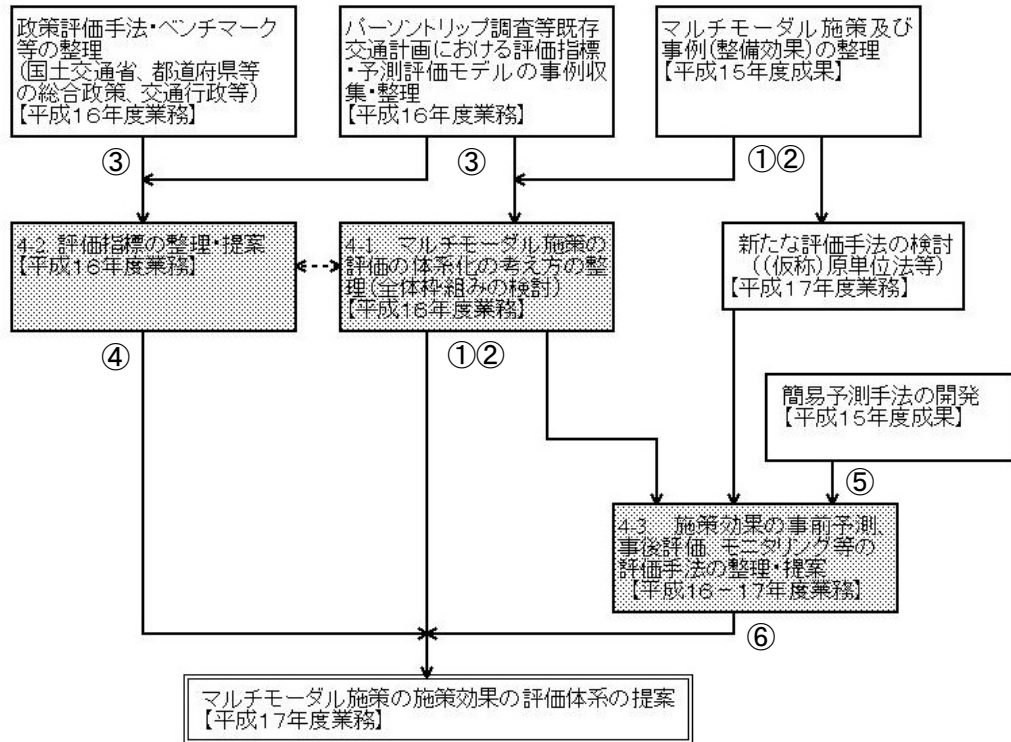 政策評価手法・ベンチマーク
等の整理
(国土交通省、都道府県等
の総合政策、交通行政等)
【平成16年度業務】
パーソントリップ調査等既存
交通計画における評価指標
・予測評価モデルの事例収
集・整理
【平成16年度業務】
マルチモーダル施策及び
事例(整備効果)の整理
【平成15年度成果】
③
③
①②
4-2 評価指標の整理・提案
【平成16年度業務】
4-1 マルチモーダル施策の
評価の体系化の考え方の整
理(全体枠組みの検討)
【平成16年度業務】
新たな評価手法の検討
((仮称)原単位法等)
【平成17年度業務】
④
①②
簡易予測手法の開発
【平成15年度成果】
⑤
4-3 施策効果の事前予測、
事後評価、モニタリング等の
評価手法の整理・提案
【平成16-17年度業務】
⑥
マルチモーダル施策の施策効果の評価体系の提案
【平成17年度業務】